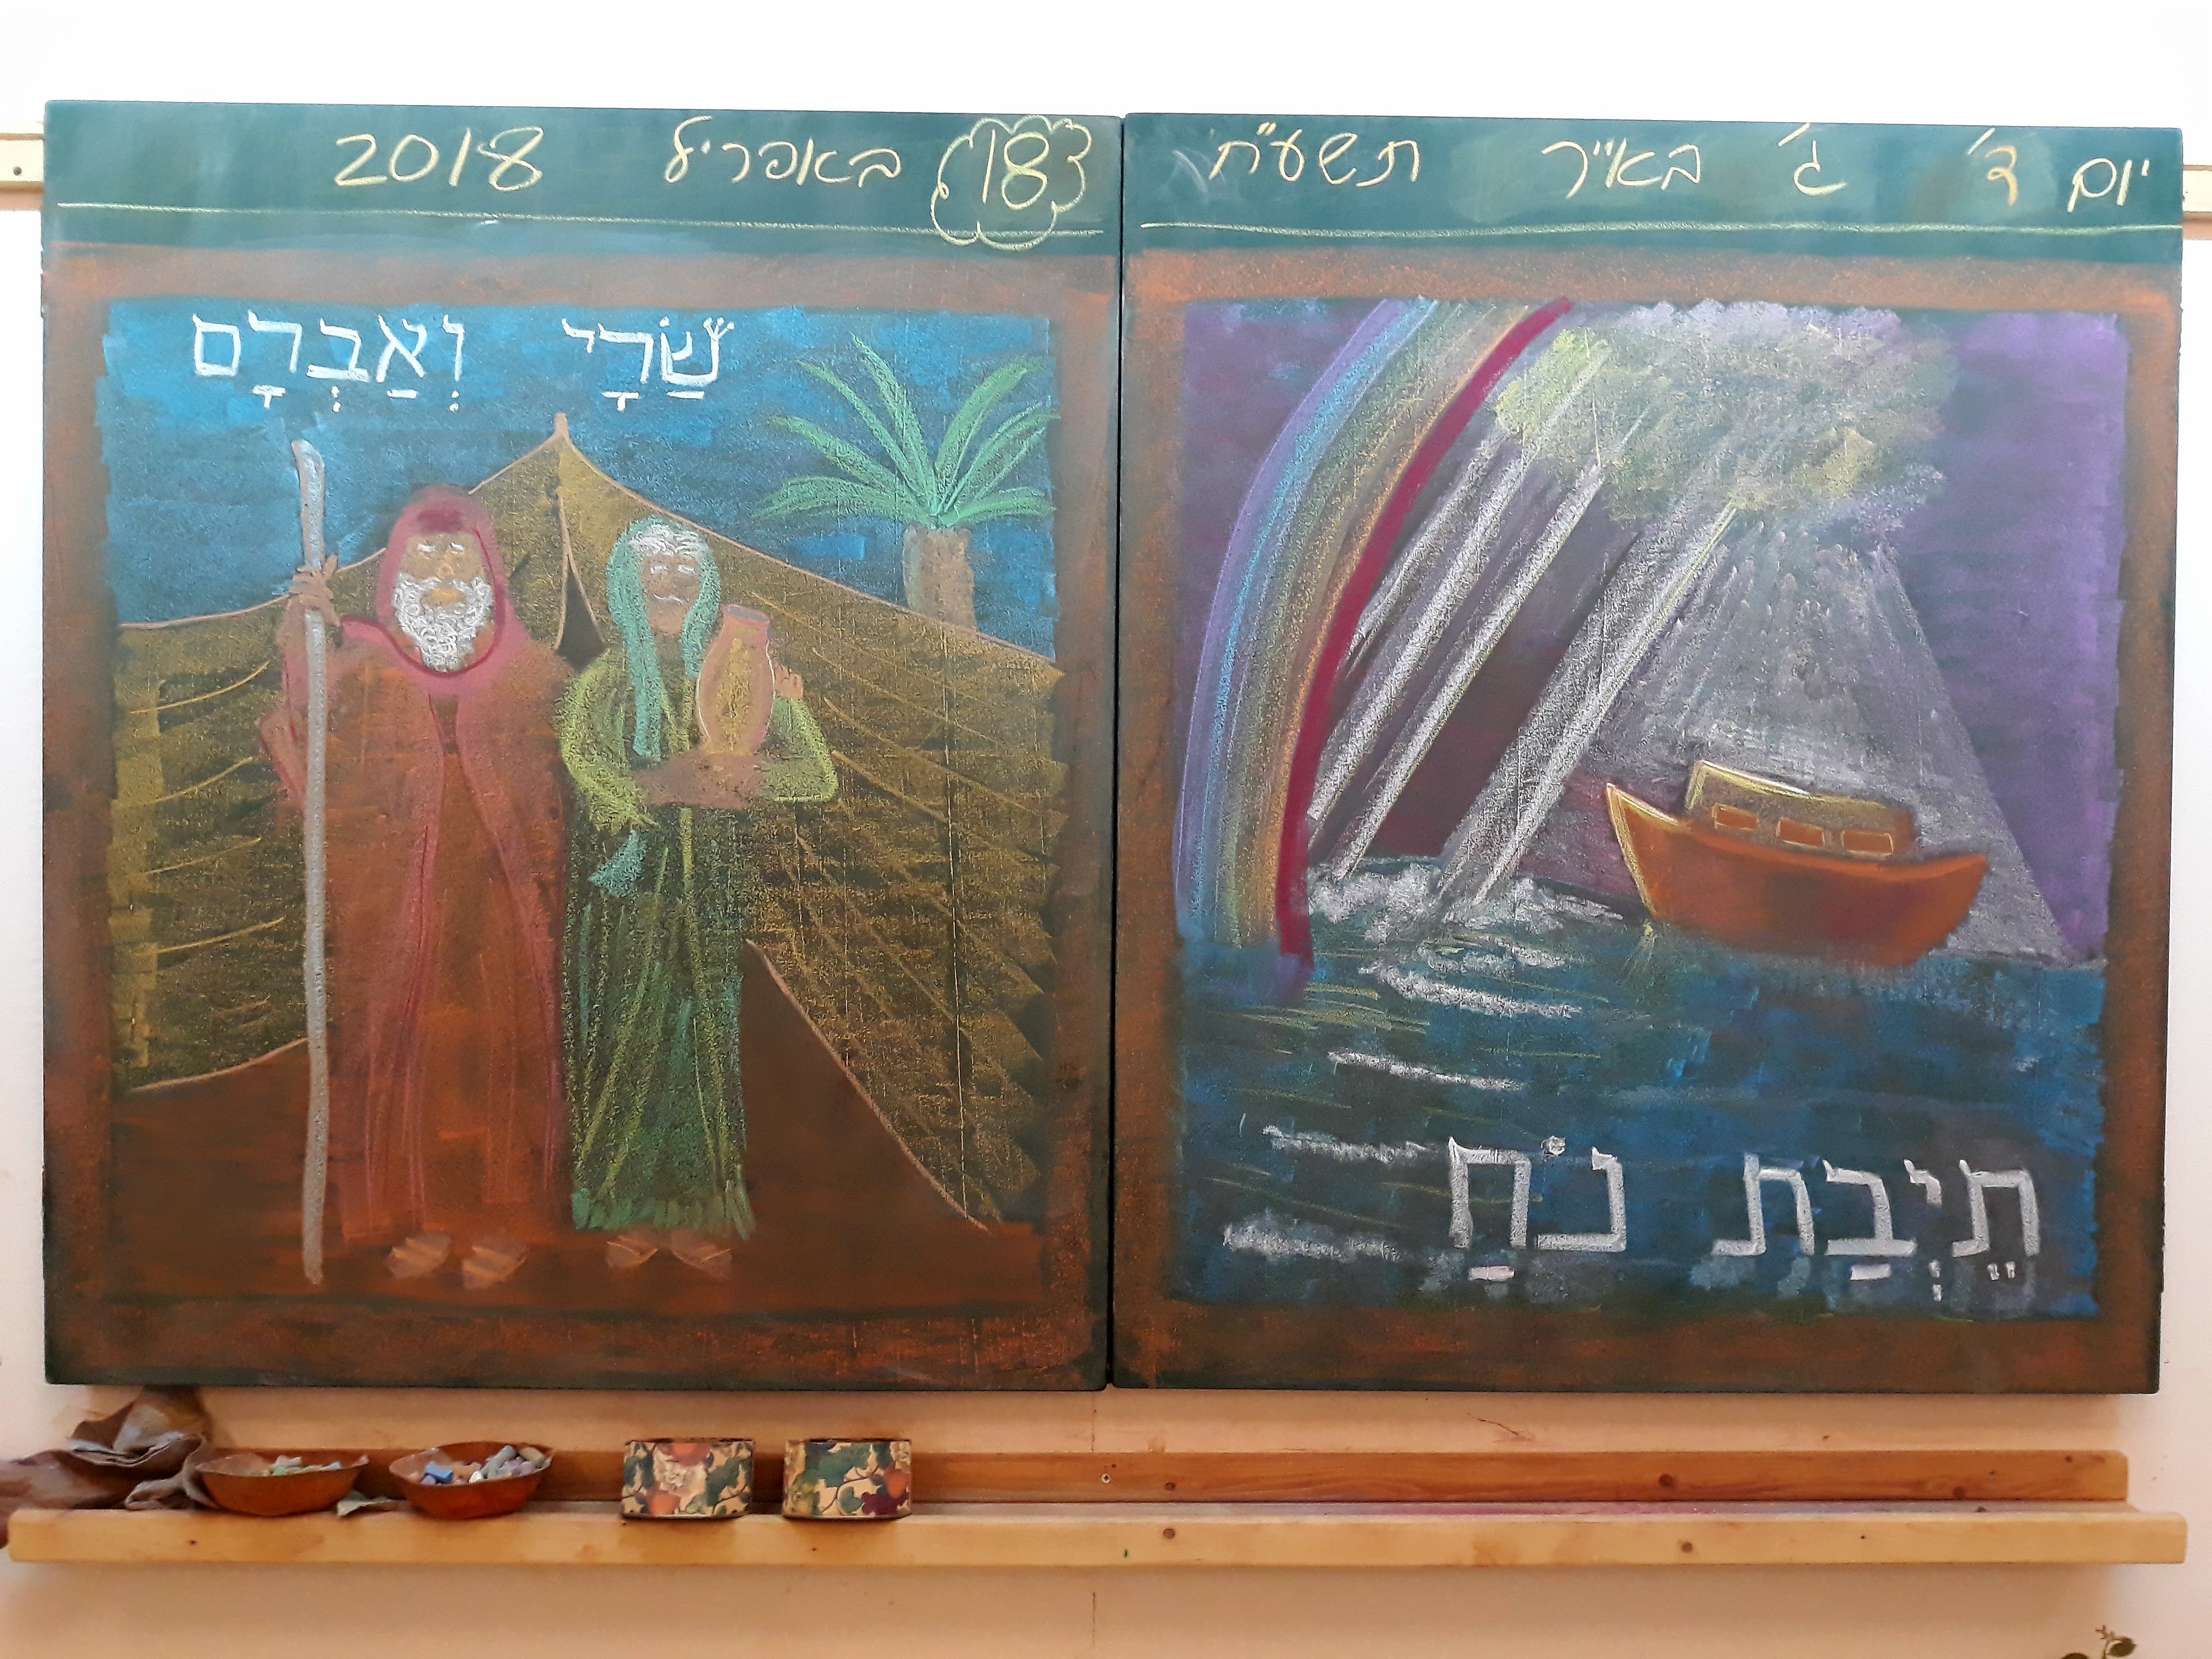 יום ד' ג' באייר תשע"ח 18 באפריל 2018
תֵּיְבַת נֹחַ
שַׂרָי וְאַבְרָם